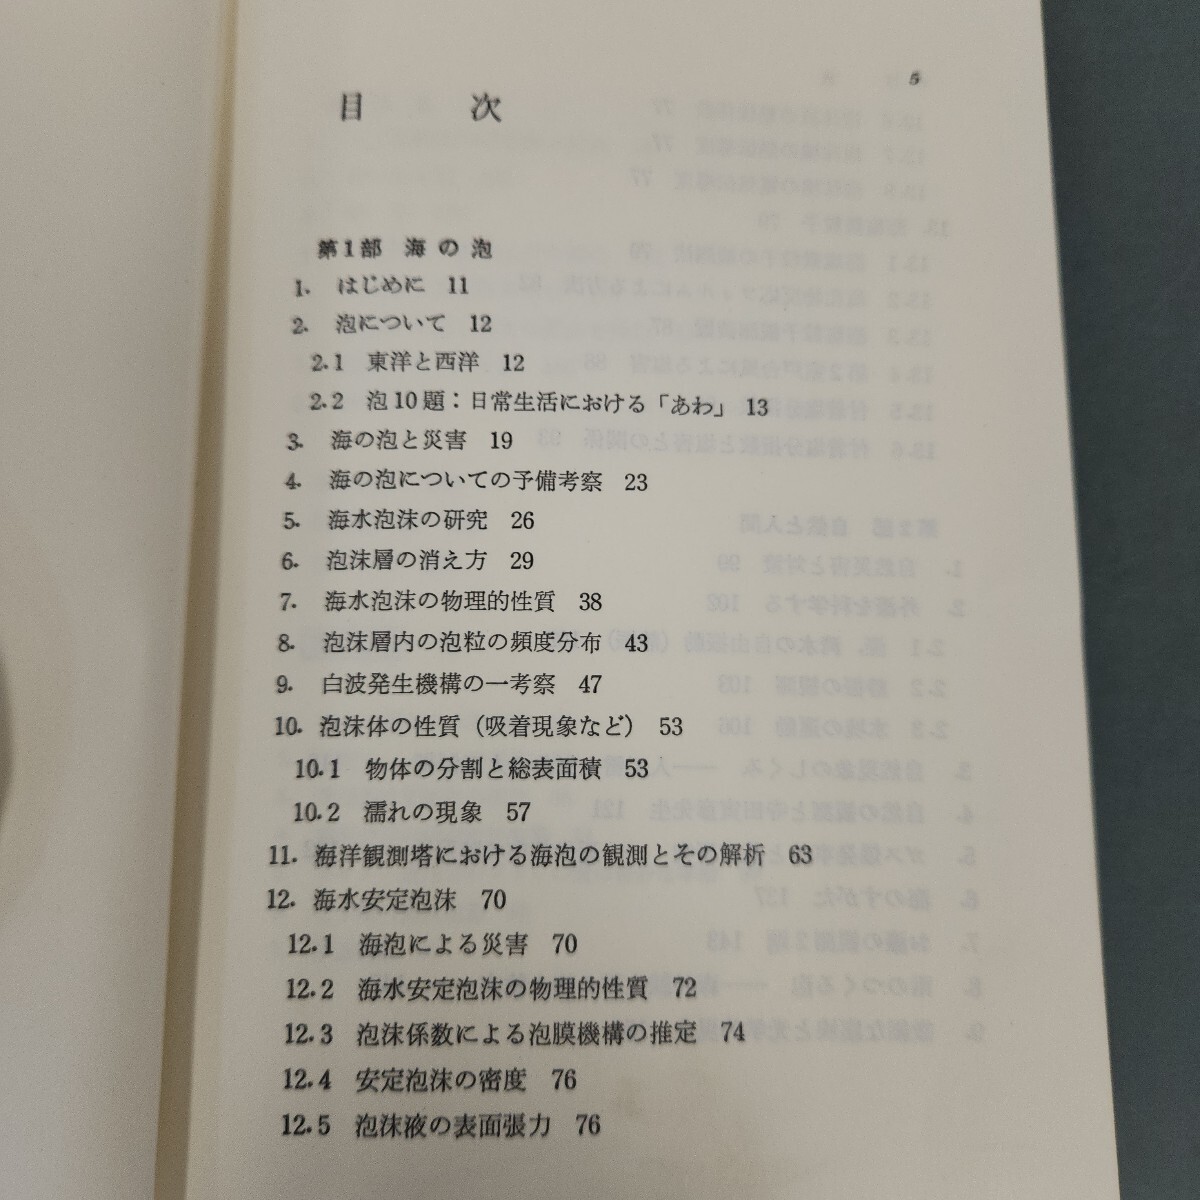 5
目 次
第1部 海の泡
1. はじめに 11
2. 泡について 12
2.1 東洋と西洋 12
2.2 泡10題：日常生活における「あわ」 13
3. 海の泡と災害 19
4. 海の泡についての予備考察 23
5. 海水泡沫の研究 26
6. 泡沫層の消え方 29
7. 海水泡沫の物理的性質 38
8. 泡沫層内の泡粒の頻度分布 43
9. 白波発生機構の一考察 47
10. 泡沫体の性質（吸着現象など） 53
10.1 物体の分割と総表面積 53
10.2 濡れの現象 57
11. 海洋観測塔における海泡の観測とその解析 63
12. 海水安定泡沫 70
12.1 海泡による災害 70
12.2 海水安定泡沫の物理的性質 72
12.3 泡沫係数による泡膜機構の推定 74
12.4 安定泡沫の密度 76
12.5 泡沫液の表面張力 76